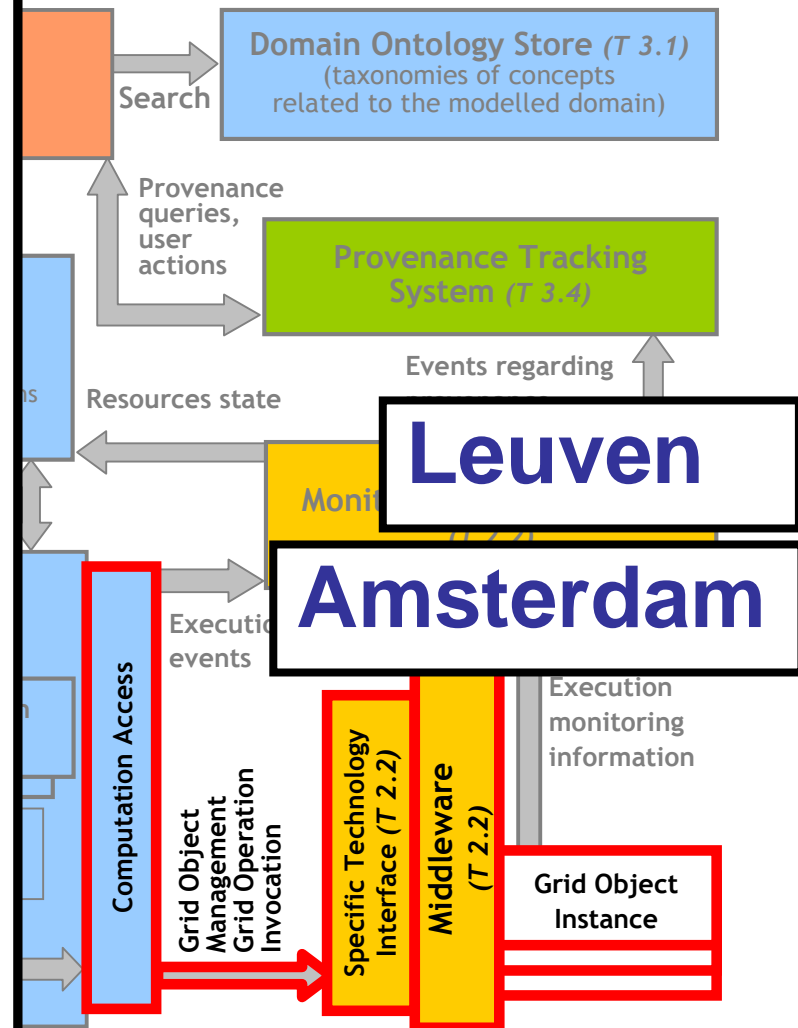 Domain Ontology Store (T 3.1)
(taxonomies of concepts
related to the modelled domain)
Search
Provenance
queries,
user
actions
Provenance Tracking
System (T 3.4)
Events regarding
Resources state
Leuven
Amsterdam
events
Execution
monitoring
information
Computation Access
Grid Object
Management
Grid Operation
Invocation
Specific Technology
Interface (T 2.2)
Middleware
(T 2.2)
Grid Object
Instance